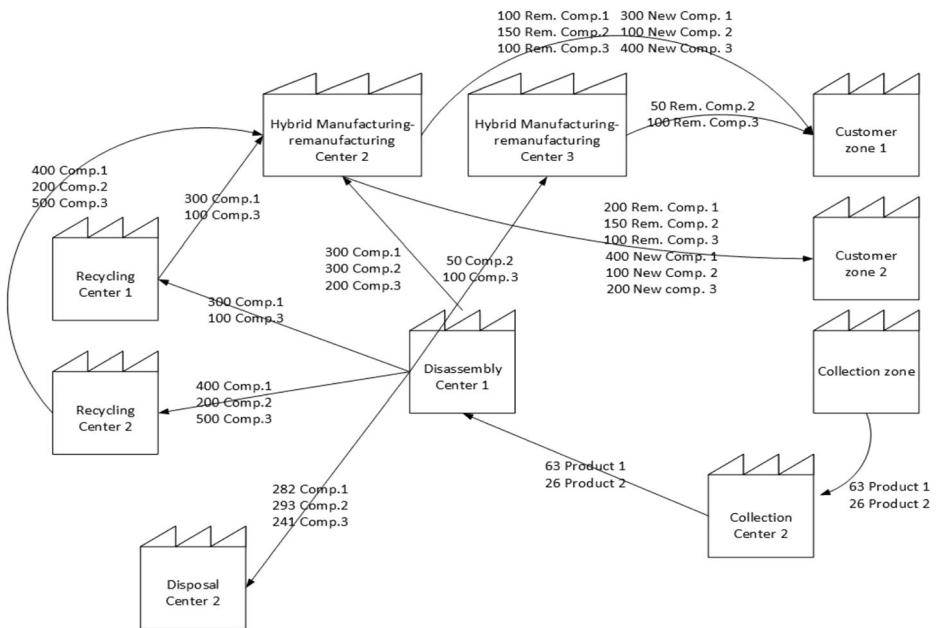 100 Rem. Comp.1 300 New Comp. 1
150 Rem. Comp.2 100 New Comp. 2
100 Rem. Comp.3 400 New Comp. 3
Hybrid Manufacturing-
remanufacturing
Center 2
Hybrid Manufacturing-
remanufacturing
Center 3
50 Rem. Comp.2
100 Rem. Comp.3
Customer
zone 1
400 Comp.1
200 Comp.2
500 Comp.3
300 Comp.1
100 Comp.3
200 Rem. Comp. 1
150 Rem. Comp. 2
100 Rem. Comp. 3
400 New Comp. 1
100 New Comp. 2
200 New comp. 3
Customer
zone 2
Recycling
Center 1
300 Comp.1
300 Comp.2
200 Comp.3
50 Comp.2
100 Comp.3
300 Comp.1
100 Comp.3
Disassembly
Center 1
Collection zone
400 Comp.1
200 Comp.2
500 Comp.3
Recycling
Center 2
63 Product 1
26 Product 2
63 Product 1
26 Product 2
282 Comp.1
293 Comp.2
241 Comp.3
Collection
Center 2
Disposal
Center 2